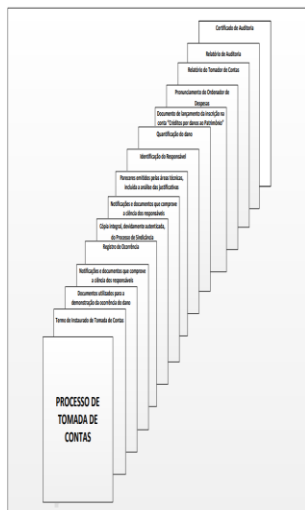 Certificado de Auditoria
Relatório de Auditoria
Relatório do Tomador de Contas
Pronunciamento do Ordenador de
Despesas
Documento de lançamento da inscrição na
conta "Créditos por danos ao Patrimônio"
Quantificação do dano
Identificação do Responsável
Pareceres emitidos pelas áreas técnicas,
incluída a análise das justificativas
Notificações e documentos que comprove
a ciência dos responsáveis
Cópia integral, devidamente autenticada,
do Processo de Sindicância
Registro de Ocorrência
Notificações e documentos que comprove
a ciência dos responsáveis
Documentos utilizados para a
demonstração da ocorrência do dano
Termo de Instaurado de Tomada de Contas
PROCESSO DE
TOMADA DE
CONTAS